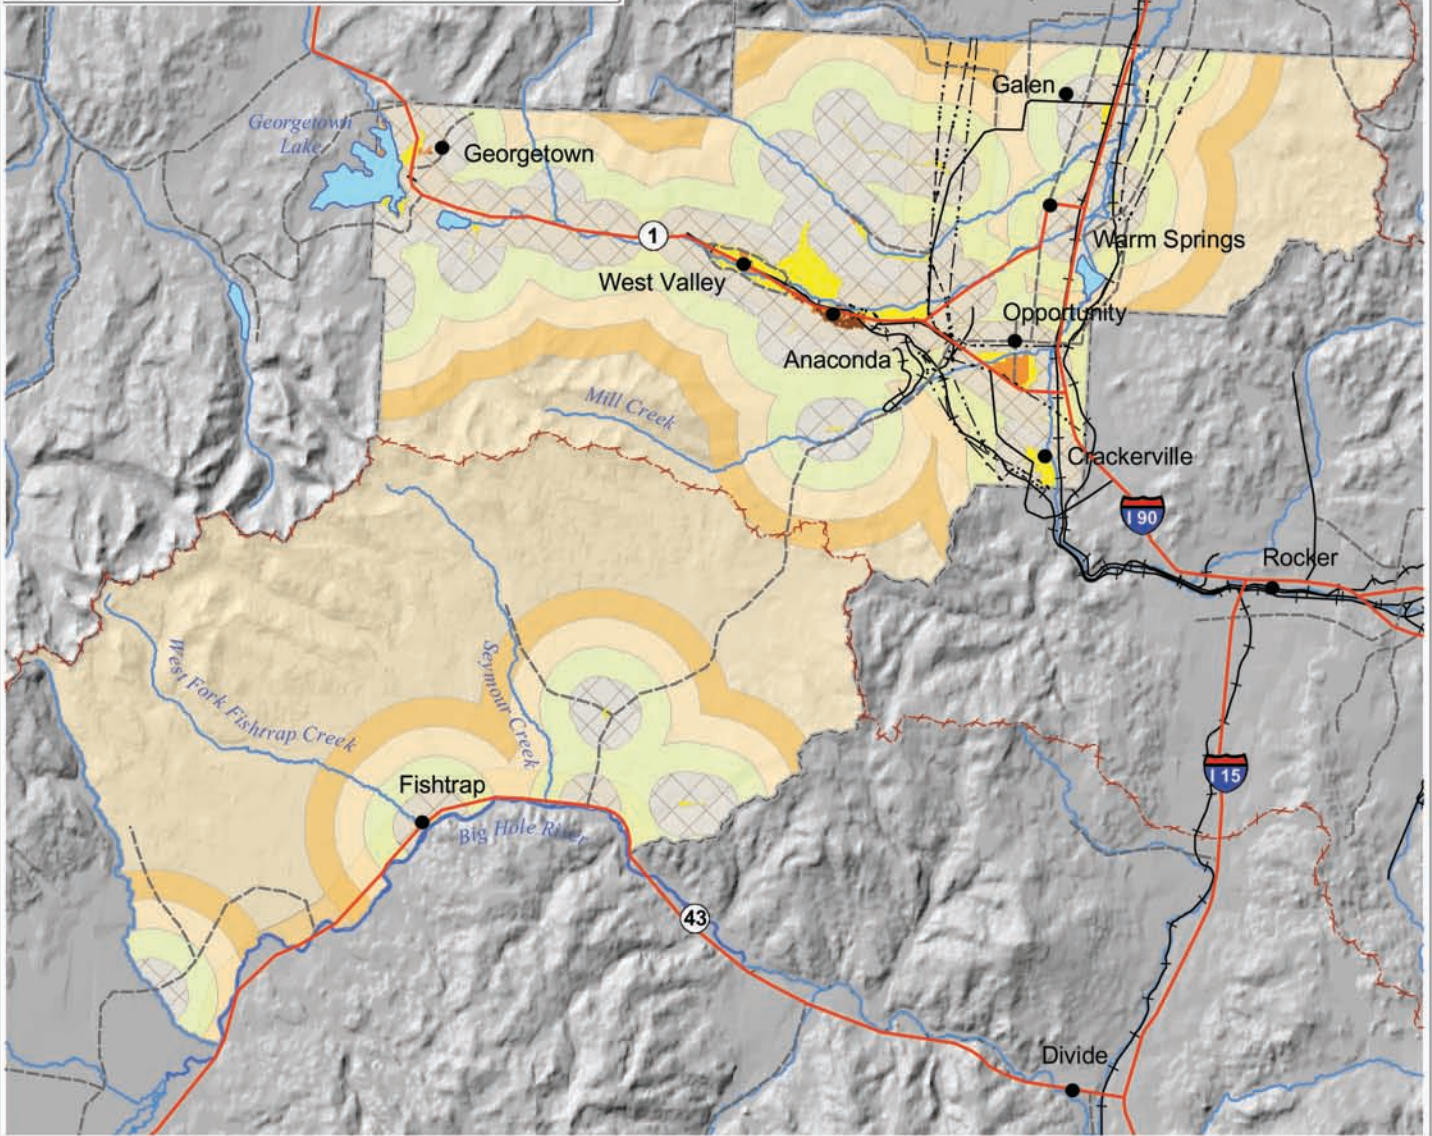 Galen
Georgetown
Lake
Georgetown
1
Warm Springs
West Valley
Opportunity
Anaconda
Mill Creek
Crackerville
I 90
Rocker
West Fork Fishtrap Creek
Seymour Creek
I 15
Fishtrap
Big Hole River
43
Divide